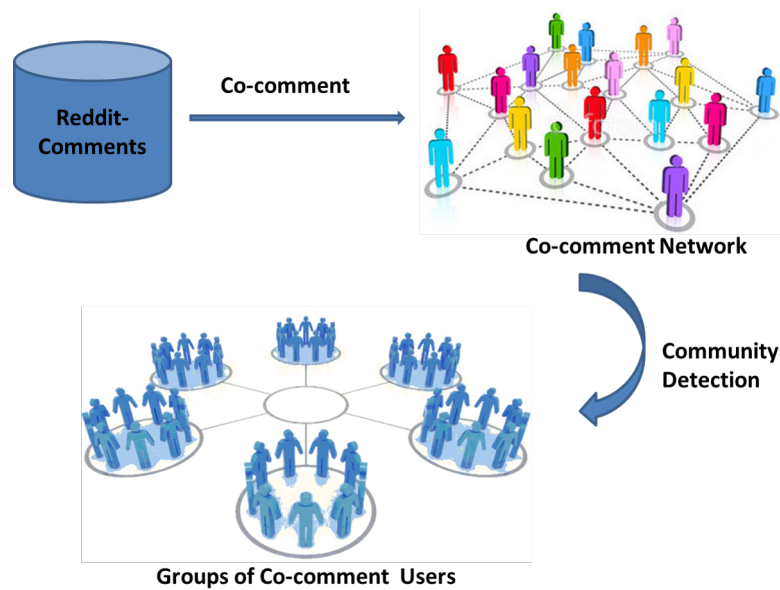 Reddit-
Comments
Co-comment
Co-comment Network
Community
Detection
Groups of Co-comment Users